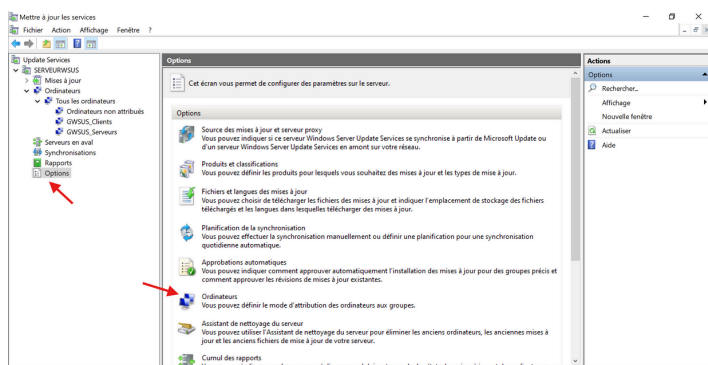 Mettre à jour les services
Fichier Action Affichage Fenêtre ?
Update Services
SERVEURWSUS
Mises à jour
Ordinateurs
Tous les ordinateurs
Ordinateurs non attribués
GWSUS_Clients
GWSUS_Serveurs
Serveurs en aval
Synchronisations
Rapports
Options
Options
Cet écran vous permet de configurer des paramètres sur le serveur.
Options
Source des mises à jour et serveur proxy
Vous pouvez indiquer si ce serveur Windows Server Update Services se synchronise à partir de Microsoft Update ou
d'un serveur Windows Server Update Services en amont sur votre réseau.
Produits et classifications
Vous pouvez définir les produits pour lesquels vous souhaitez des mises à jour et les types de mise à jour.
Fichiers et langues des mises à jour
Vous pouvez choisir de télécharger les fichiers des mises à jour et indiquer l'emplacement de stockage des fichiers
téléchargés et les langues dans lesquelles télécharger des mises à jour.
Planification de la synchronisation
Vous pouvez effectuer la synchronisation manuellement ou définir une planification pour une synchronisation
quotidienne automatique.
Approbations automatiques
Vous pouvez indiquer comment approuver automatiquement l'installation des mises à jour pour des groupes précis et
comment approuver les révisions de mises à jour existantes.
Ordinateurs
Vous pouvez définir le mode d'attribution des ordinateurs aux groupes.
Assistant de nettoyage du serveur
Vous pouvez utiliser l'Assistant de nettoyage du serveur pour éliminer les anciens ordinateurs, les anciennes mises à
jour et les anciens fichiers de mise à jour de votre serveur.
Cumul des rapports
Actions
Options
Rechercher...
Affichage
Nouvelle fenêtre
Actualiser
Aide